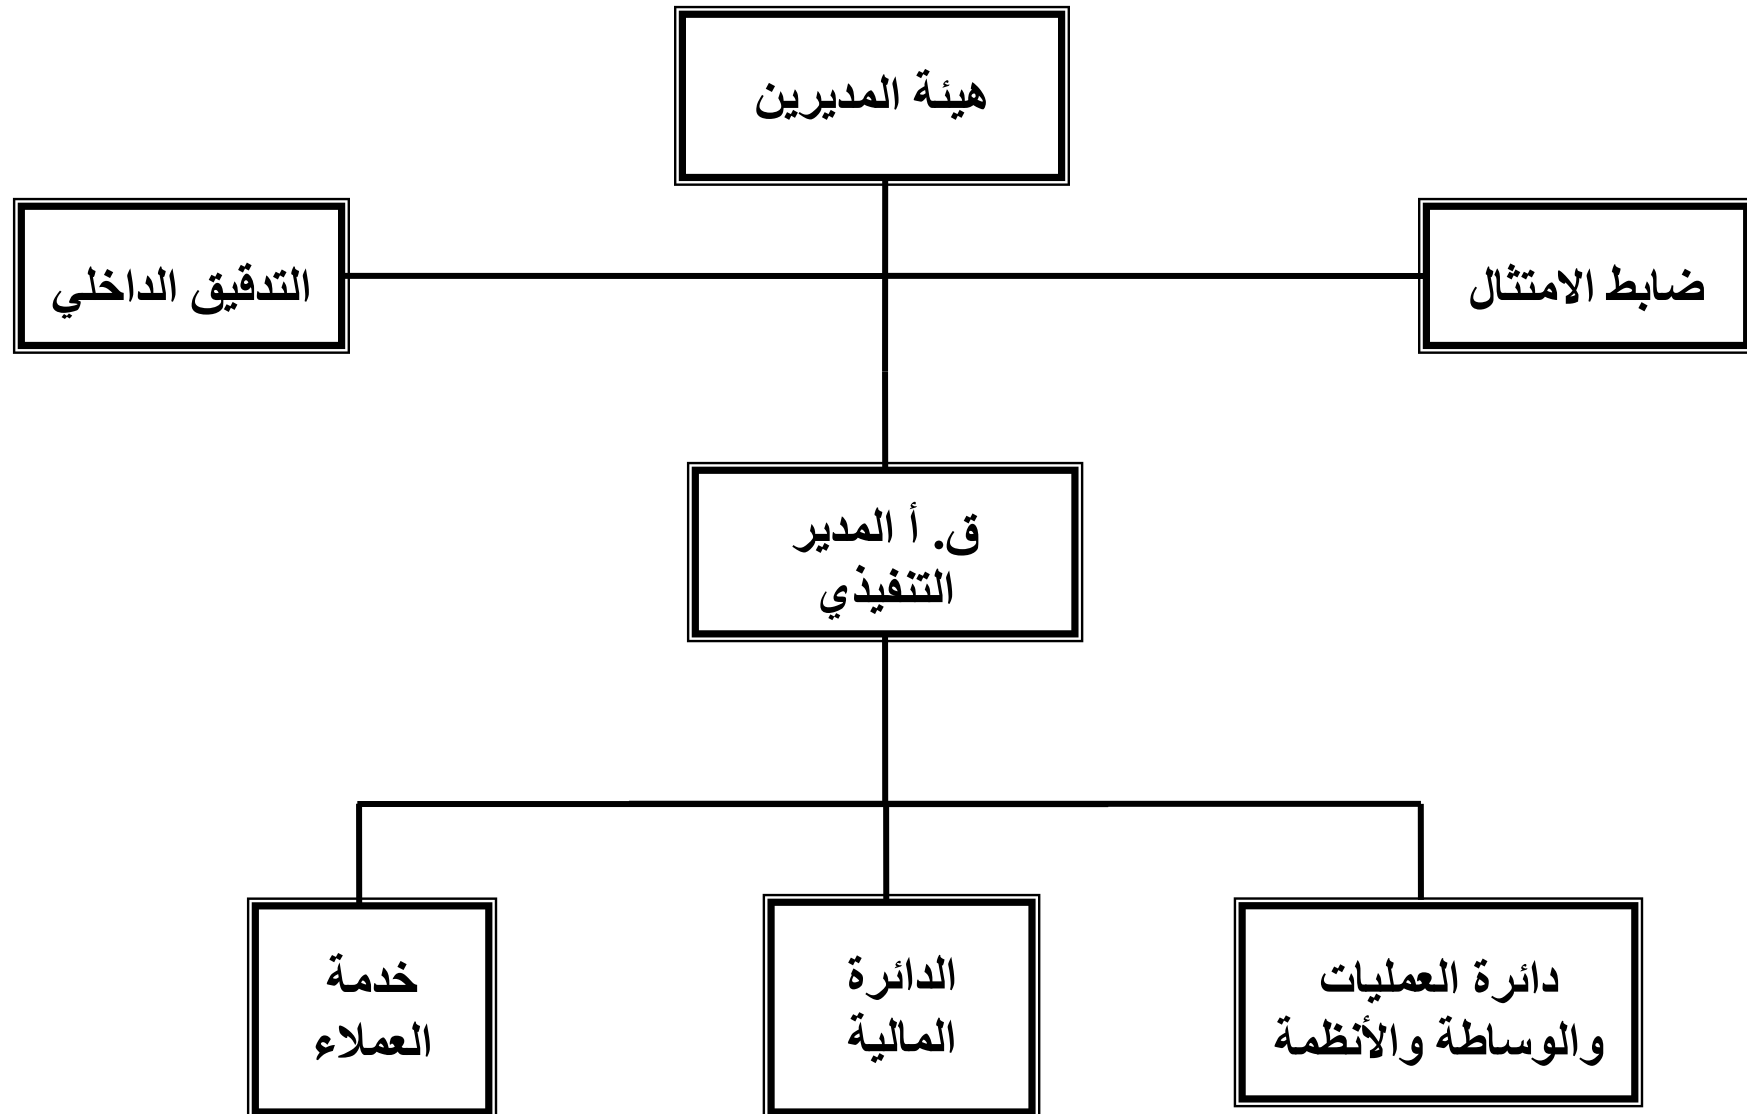 هيئة المديرين
ضابط الامتثال
التدقيق الداخلي
ق. أ المدير
التنفيذي
دائرة العمليات
والوساطة والأنظمة
الدائرة
المالية
خدمة
العملاء